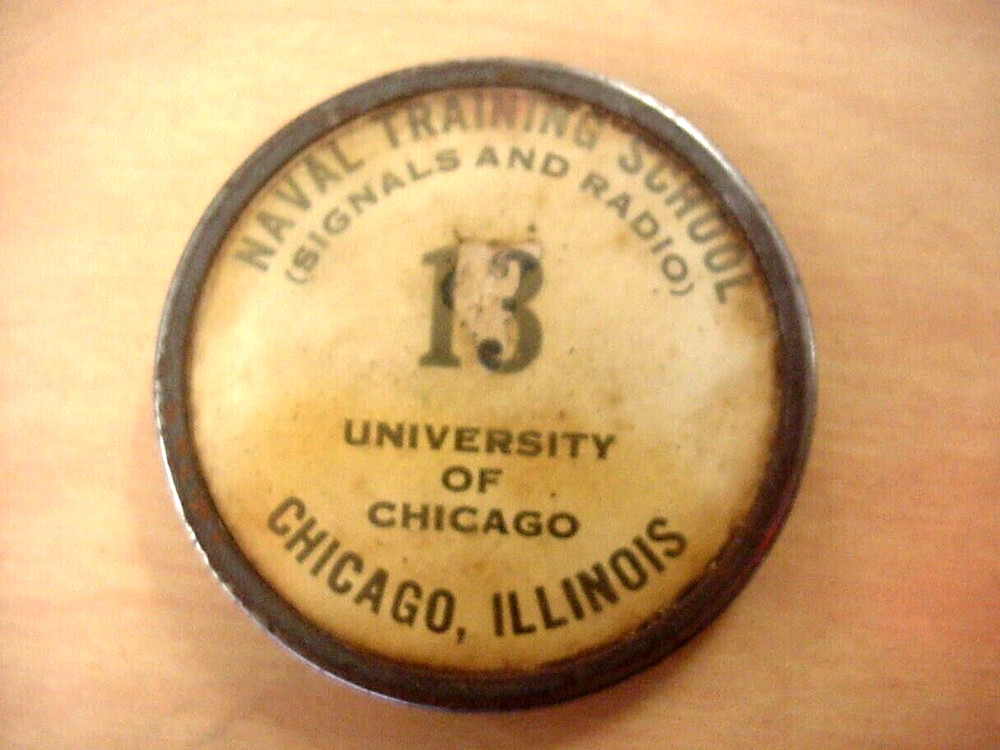 NAVAL TRAINING SCHOOL
(SIGNALS AND RADIO)
13
UNIVERSITY
OF
CHICAGO
CHICAGO, ILLINOIS